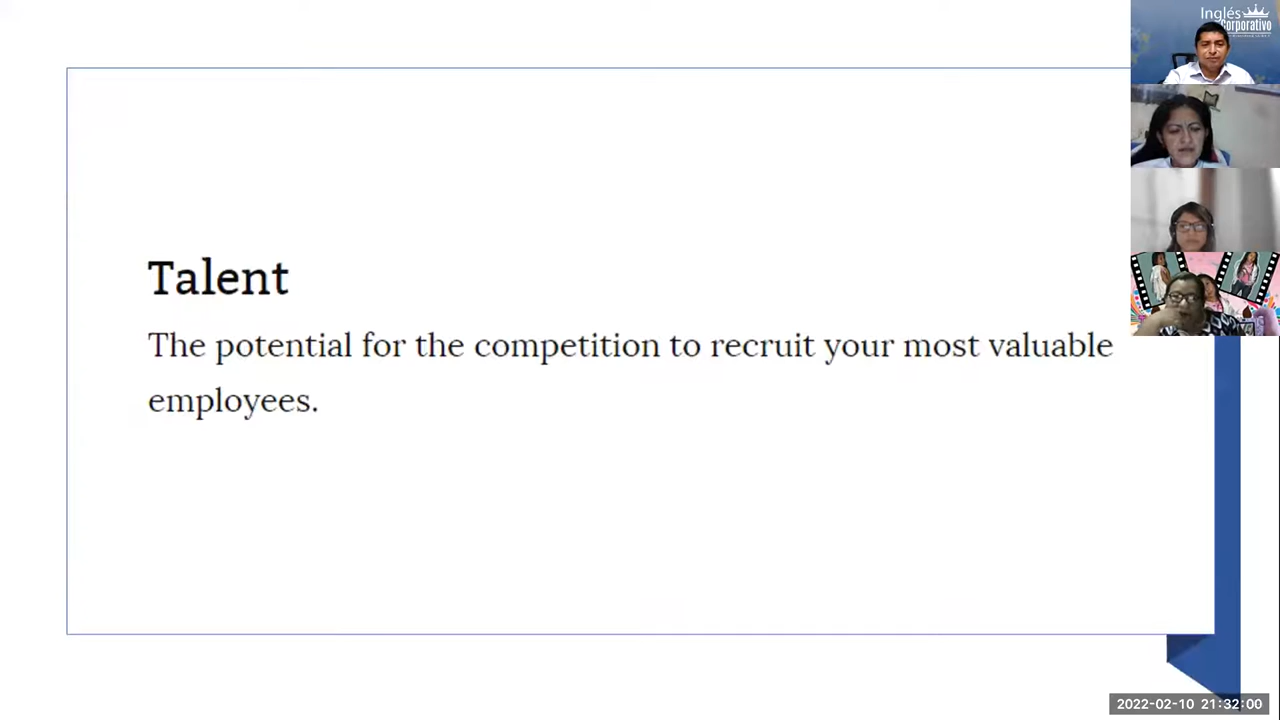 Inglés
Corporativo
Talent
The potential for the competition to recruit your most valuable
employees.
2022-02-10 21:32:00